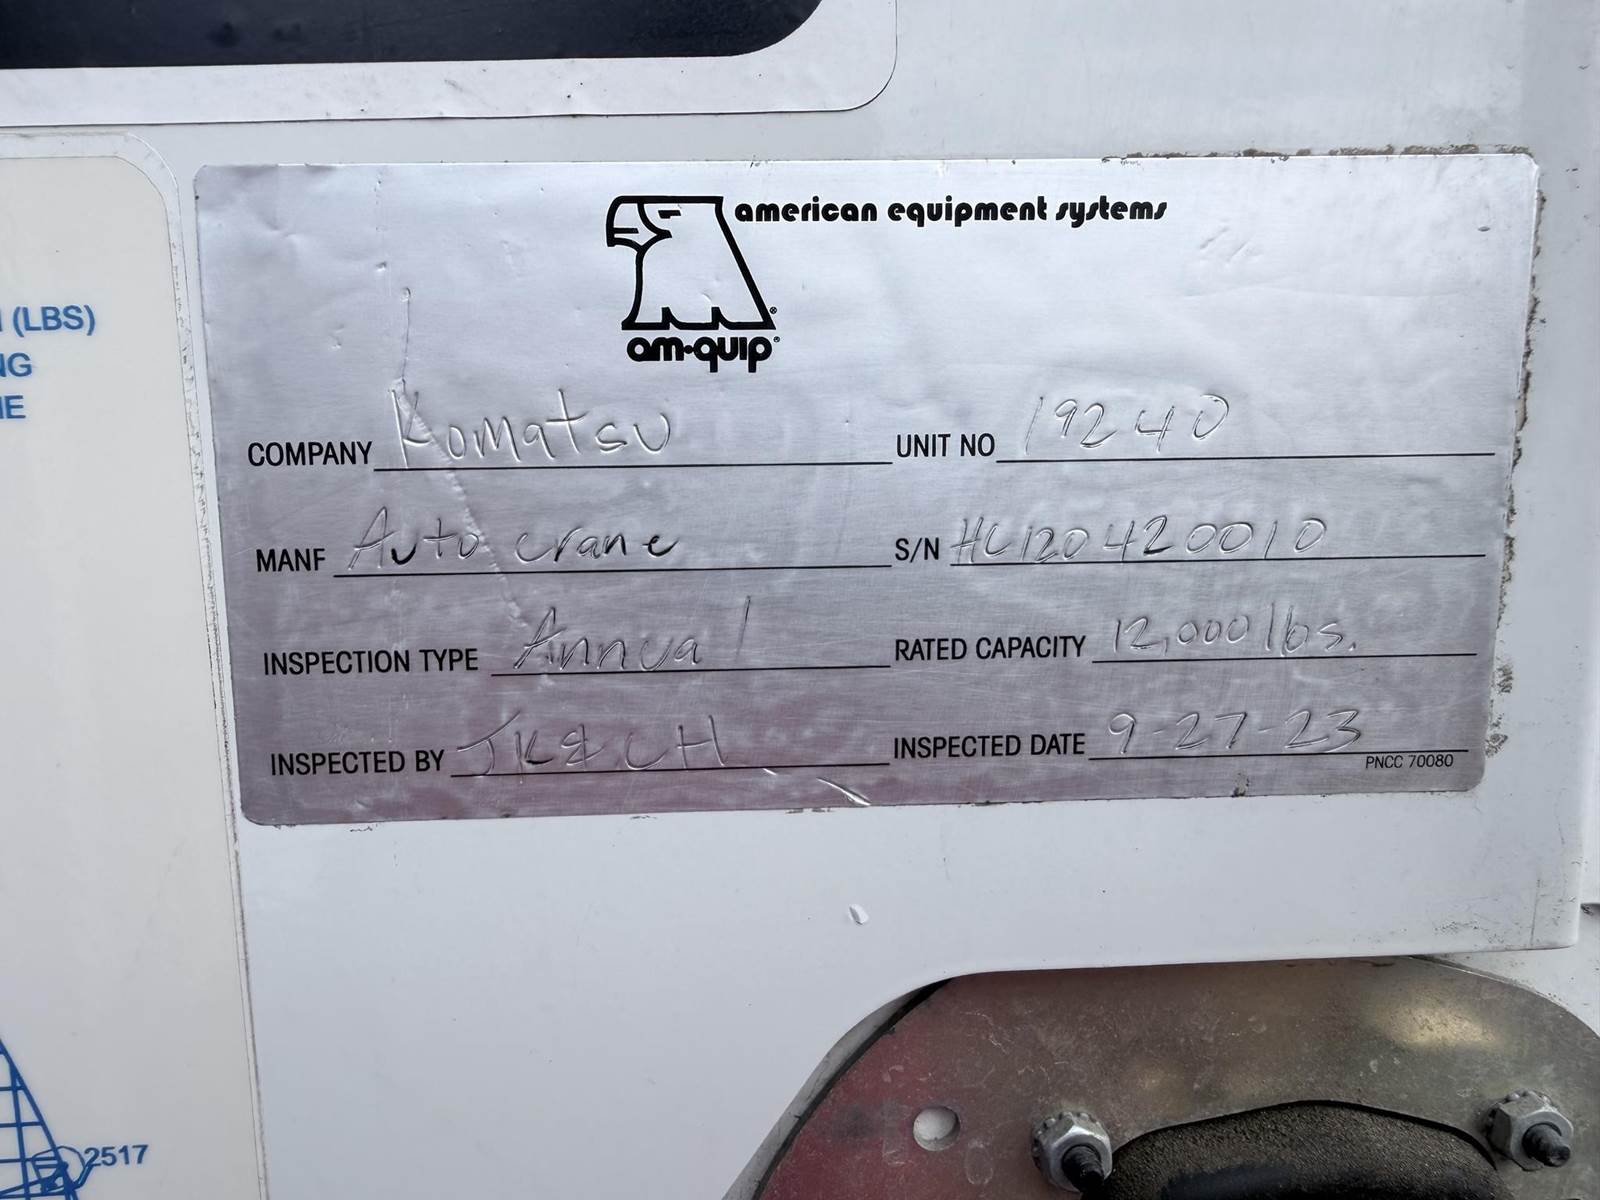 (LBS)
american equipment systems
am-quip
COMPANY Komatsu UNIT NO 19240
MANF Auto crane S/N HC120420010
INSPECTION TYPE Annual RATED CAPACITY 12,000 lbs.
INSPECTED BY JK & CH INSPECTED DATE 9-27-23
PNCC 70080
2517